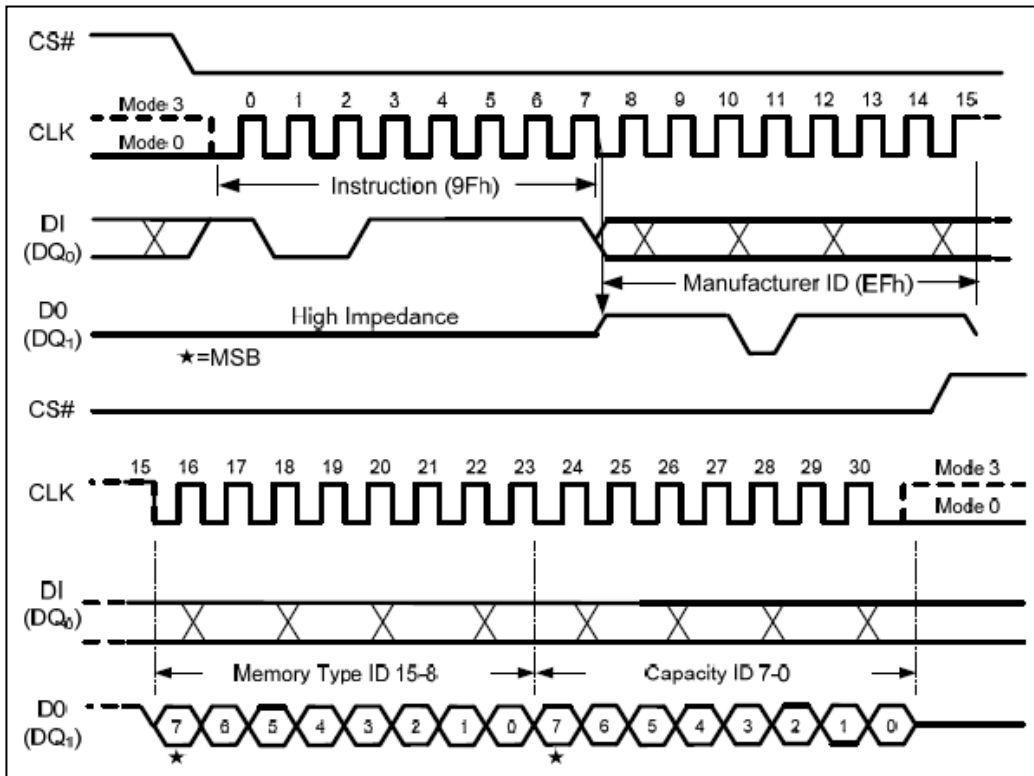 CS#
0 1 2 3 4 5 6 7 8 9 10 11 12 13 14 15
Mode 3
CLK
Mode 0
Instruction (9Fh)
DI
(DQ0)
Manufacturer ID (EFh)
D0
(DQ1)
High Impedance
★=MSB
CS#
15 16 17 18 19 20 21 22 23 24 25 26 27 28 29 30
Mode 3
CLK
Mode 0
DI
(DQ0)
Memory Type ID 15-8
Capacity ID 7-0
D0
(DQ1)
7 6 5 4 3 2 1 0 7 6 5 4 3 2 1 0
★ ★